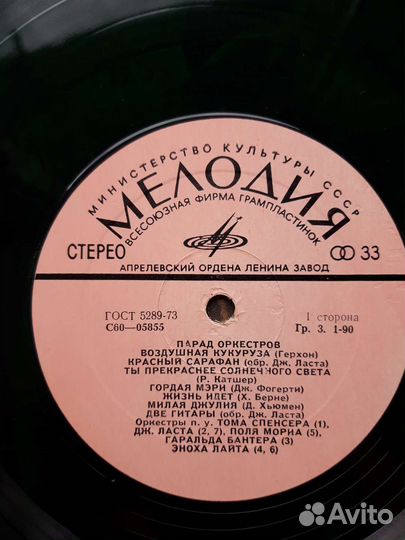 МИНИСТЕРСТВО КУЛЬТУРЫ СССР
МЕЛОДИЯ
ВСЕСОЮЗНАЯ ФИРМА ГРАМПЛАСТИНОК
СТЕРЕО
33
АПРЕЛЕВСКИЙ ОРДЕНА ЛЕНИНА ЗАВОД
ГОСТ 5289-73
1 сторона
С60—05855
Гр. 3. 1-90
ПАРАД ОРКЕСТРОВ
ВОЗДУШНАЯ КУКУРУЗА (Герхон)
КРАСНЫЙ САРАФАН (обр. Дж. Ласта)
ТЫ ПРЕКРАСНЕЕ СОЛНЕЧНОГО СВЕТА
(Р. Катшер)
ГОРДАЯ МЭРИ (Дж. Фогерти)
ЖИЗНЬ ИДЕТ (Х. Берне)
МИЛАЯ ДЖУЛИЯ (Д. Хьюмен)
ДВЕ ГИТАРЫ (обр. Дж. Ласта)
Оркестры п. у. ТОМА СПЕНСЕРА (1),
ДЖ. ЛАСТА (2, 7), ПОЛЯ МОРИА (5),
ГАРАЛЬДА БАНТЕРА (3)
ЭНОХА ЛАЙТА (4, 6)
Avito